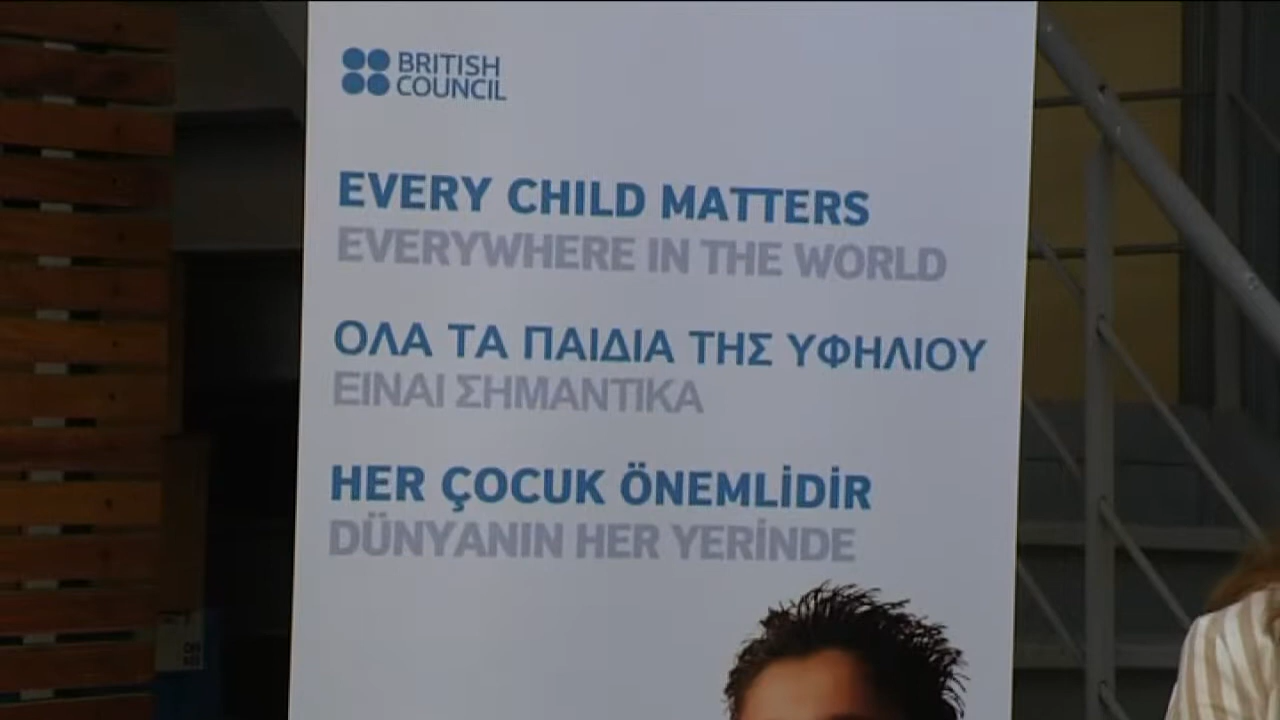 BRITISH
COUNCIL
EVERY CHILD MATTERS
EVERYWHERE IN THE WORLD
ΟΛΑ ΤΑ ΠΑΙΔΙΑ ΤΗΣ ΥΦΗΛΙΟΥ
ΕΙΝΑΙ ΣΗΜΑΝΤΙΚΑ
HER ÇOCUK ÖNEMLİDİR
DÜNYANIN HER YERİNDE